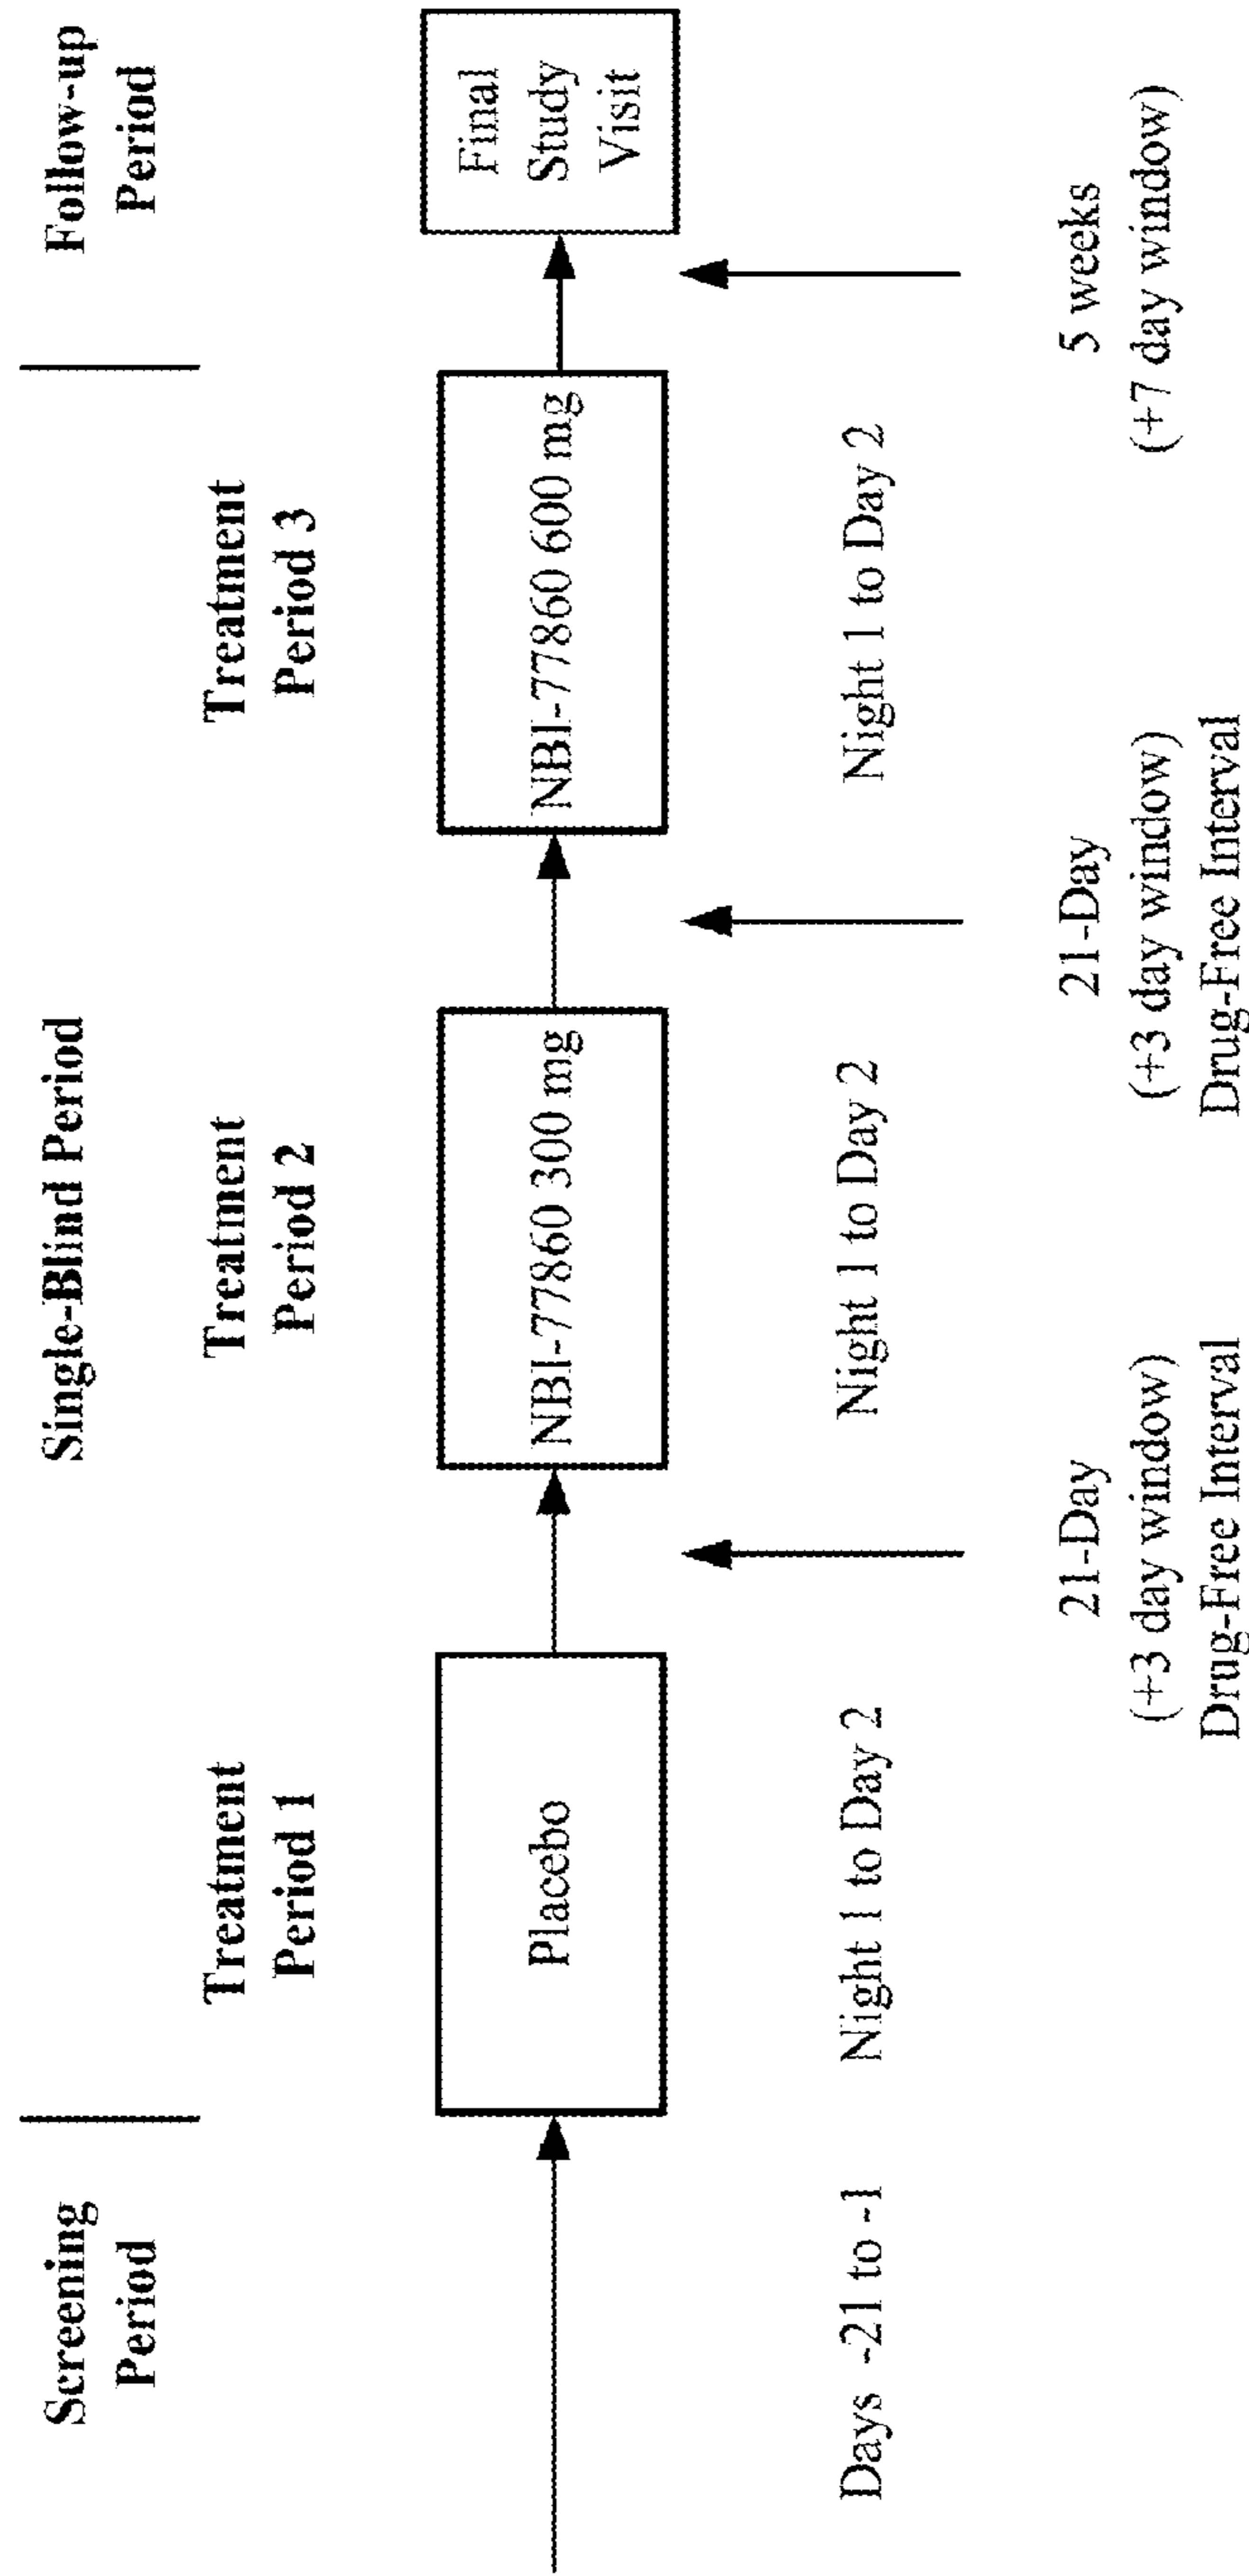 Screening
Period
Single-Blind Period
Follow-up
Period
Treatment
Period 1
Treatment
Period 2
Treatment
Period 3
Placebo
NBI-77860 300 mg
NBI-77860 600 mg
Final
Study
Visit
Days -21 to -1
Night 1 to Day 2
Night 1 to Day 2
Night 1 to Day 2
21-Day
(+3 day window)
Drug-Free Interval
21-Day
(+3 day window)
Drug-Free Interval
5 weeks
(+7 day window)